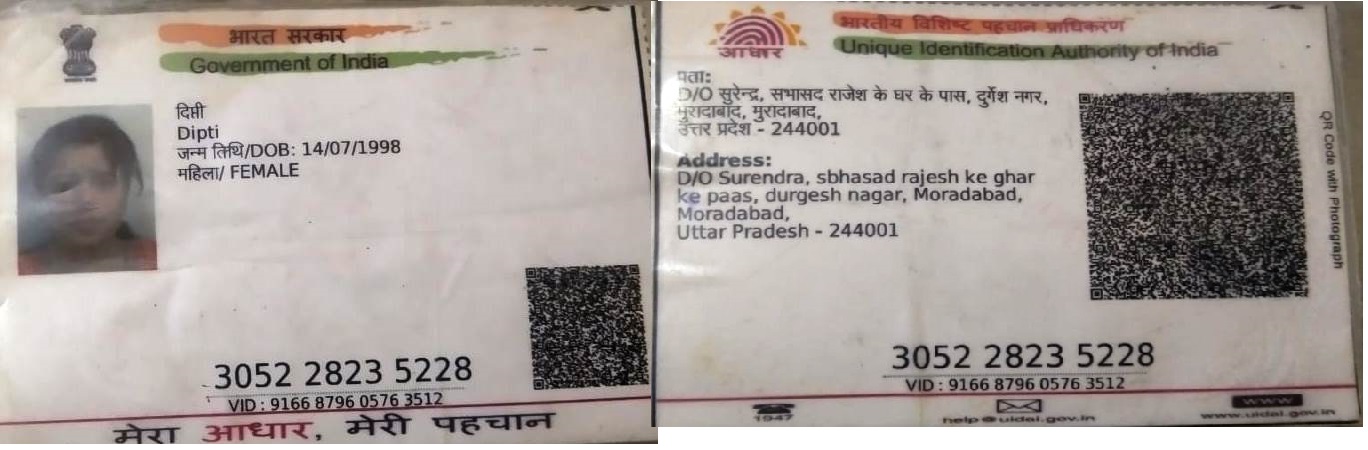 भारत सरकार
Government of India
दिप्ती
Dipti
जन्म तिथि/DOB: 14/07/1998
महिला/ FEMALE
3052 2823 5228
VID : 9166 8796 0576 3512
मेरा आधार, मेरी पहचान
आधार
भारतीय विशिष्ट पहचान प्राधिकरण
Unique Identification Authority of India
पता:
D/O सुरेन्द्र, सभासद राजेश के घर के पास, दुर्गेश नगर,
मुरादाबाद, मुरादाबाद,
उत्तर प्रदेश - 244001
Address:
D/O Surendra, sbhasad rajesh ke ghar
ke paas, durgesh nagar, Moradabad,
Moradabad,
Uttar Pradesh - 244001
QR Code with Photograph
3052 2823 5228
VID : 9166 8796 0576 3512
1947
help@uidai.gov.in
www
www.uidai.gov.in